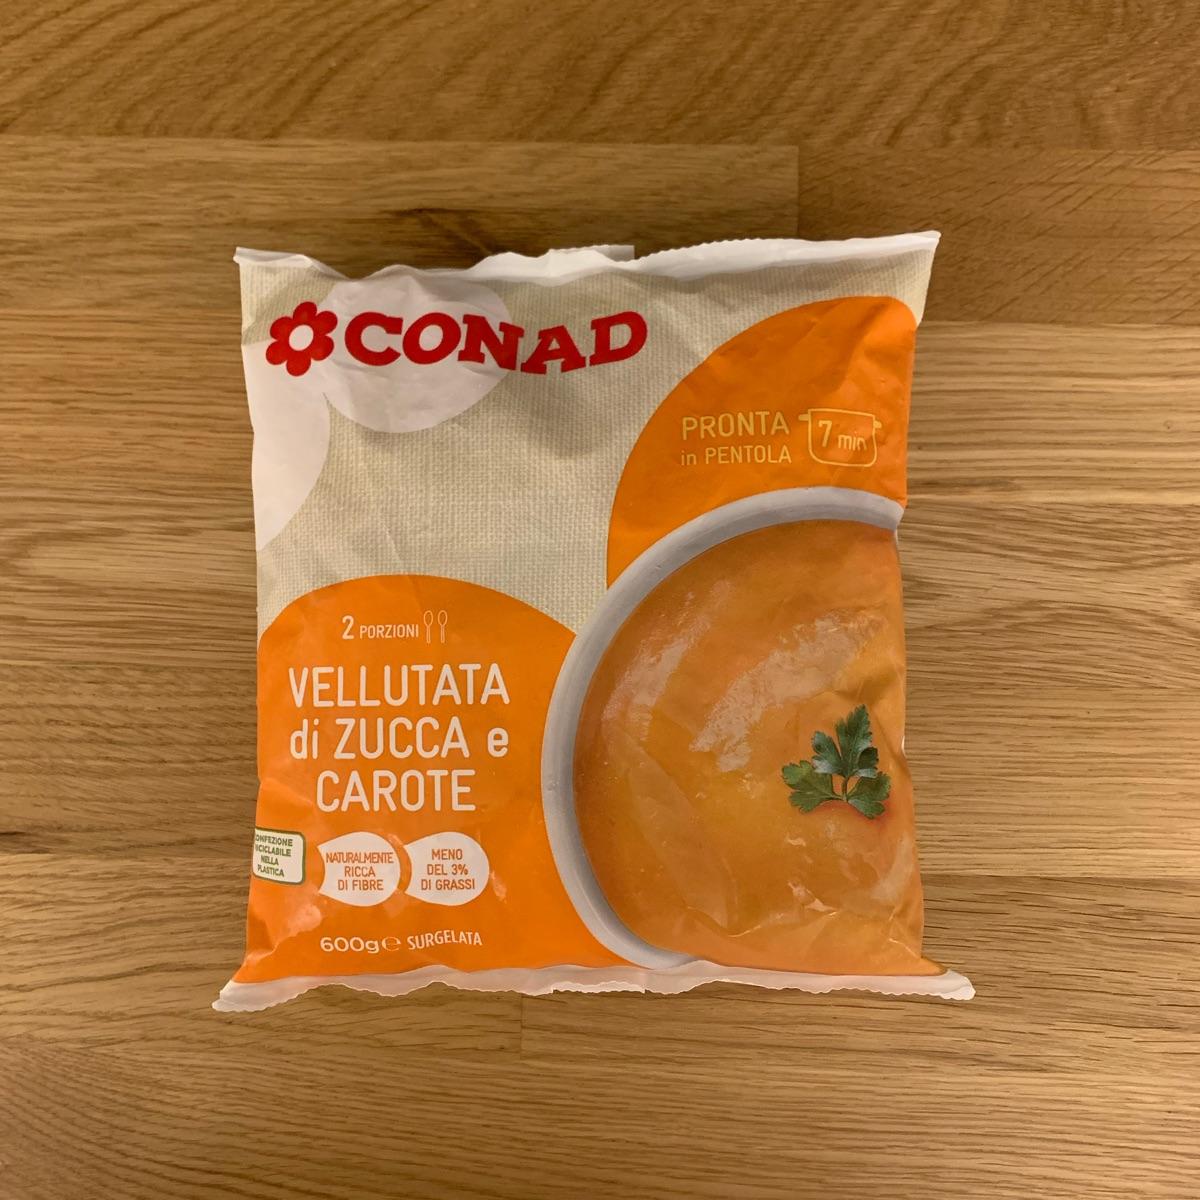 CONAD
PRONTA
in PENTOLA
7 min
2 PORZIONI
VELLUTATA
di ZUCCA e
CAROTE
CONFEZIONE
RICICLABILE
NELLA
PLASTICA
NATURALMENTE
RICCA
DI FIBRE
MENO
DEL 3%
DI GRASSI
600g ℮ SURGELATA